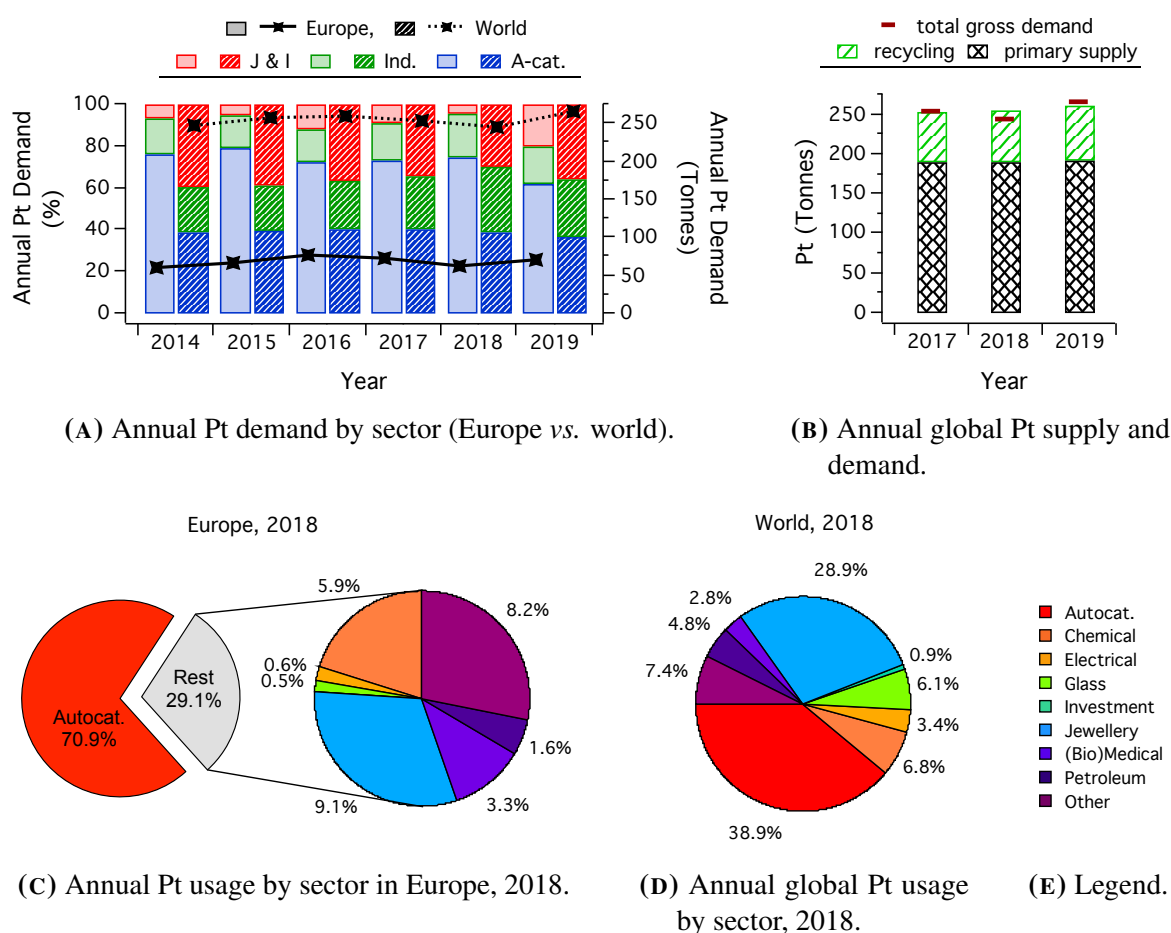 Europe, World
J & I Ind. A-cat.
100
80
60
40
20
0
Annual Pt Demand
(%)
250
200
150
100
50
0
Annual Pt Demand
(Tonnes)
2014 2015 2016 2017 2018 2019
Year
(A) Annual Pt demand by sector (Europe vs. world).
total gross demand
recycling primary supply
250
200
150
100
50
0
Pt (Tonnes)
2017 2018 2019
Year
(B) Annual global Pt supply and
demand.
Europe, 2018
Autocat.
70.9%
Rest
29.1%
5.9%
8.2%
0.6%
0.5%
1.6%
9.1%
3.3%
(C) Annual Pt usage by sector in Europe, 2018.
World, 2018
28.9%
2.8%
4.8%
0.9%
7.4%
6.1%
3.4%
6.8%
38.9%
(D) Annual global Pt usage
by sector, 2018.
Autocat.
Chemical
Electrical
Glass
Investment
Jewellery
(Bio)Medical
Petroleum
Other
(E) Legend.